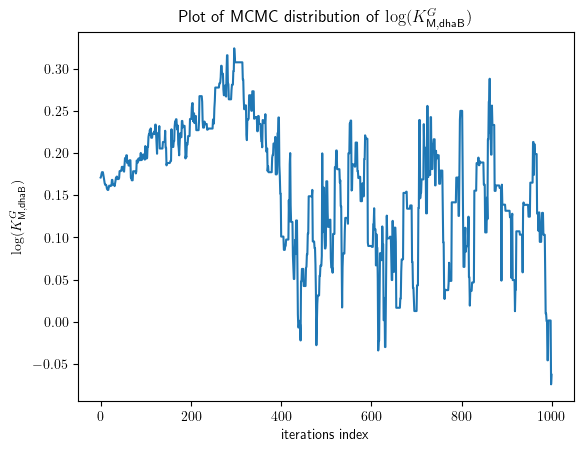 Plot of MCMC distribution of log(K^G_M,dhaB)
log(K^G_M,dhaB)
0.30
0.25
0.20
0.15
0.10
0.05
0.00
−0.05
0 200 400 600 800 1000
iterations index